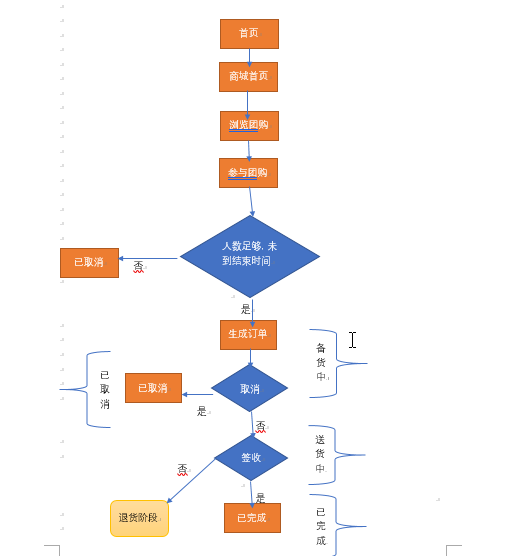 首页
商城首页
浏览团购
参与团购
人数足够，未
到结束时间
否
已取消
是
生成订单
备
货
中
取消
是
已取消
已
取
消
否
签收
送
货
中
否
是
退货阶段
已完成
已
完
成